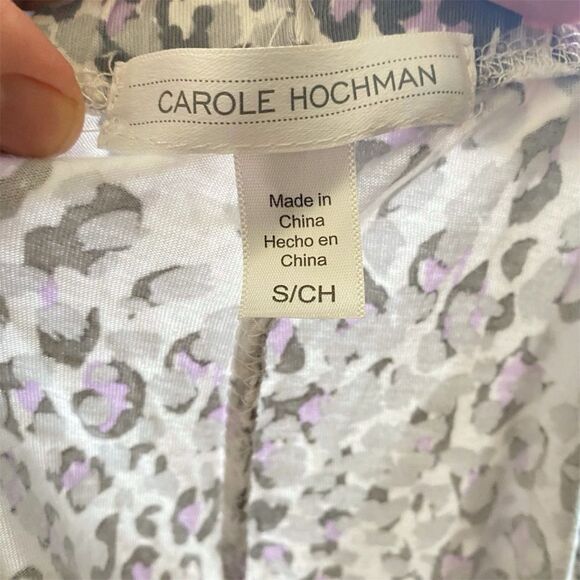 CAROLE HOCHMAN
Made in
China
Hecho en
China
S/CH